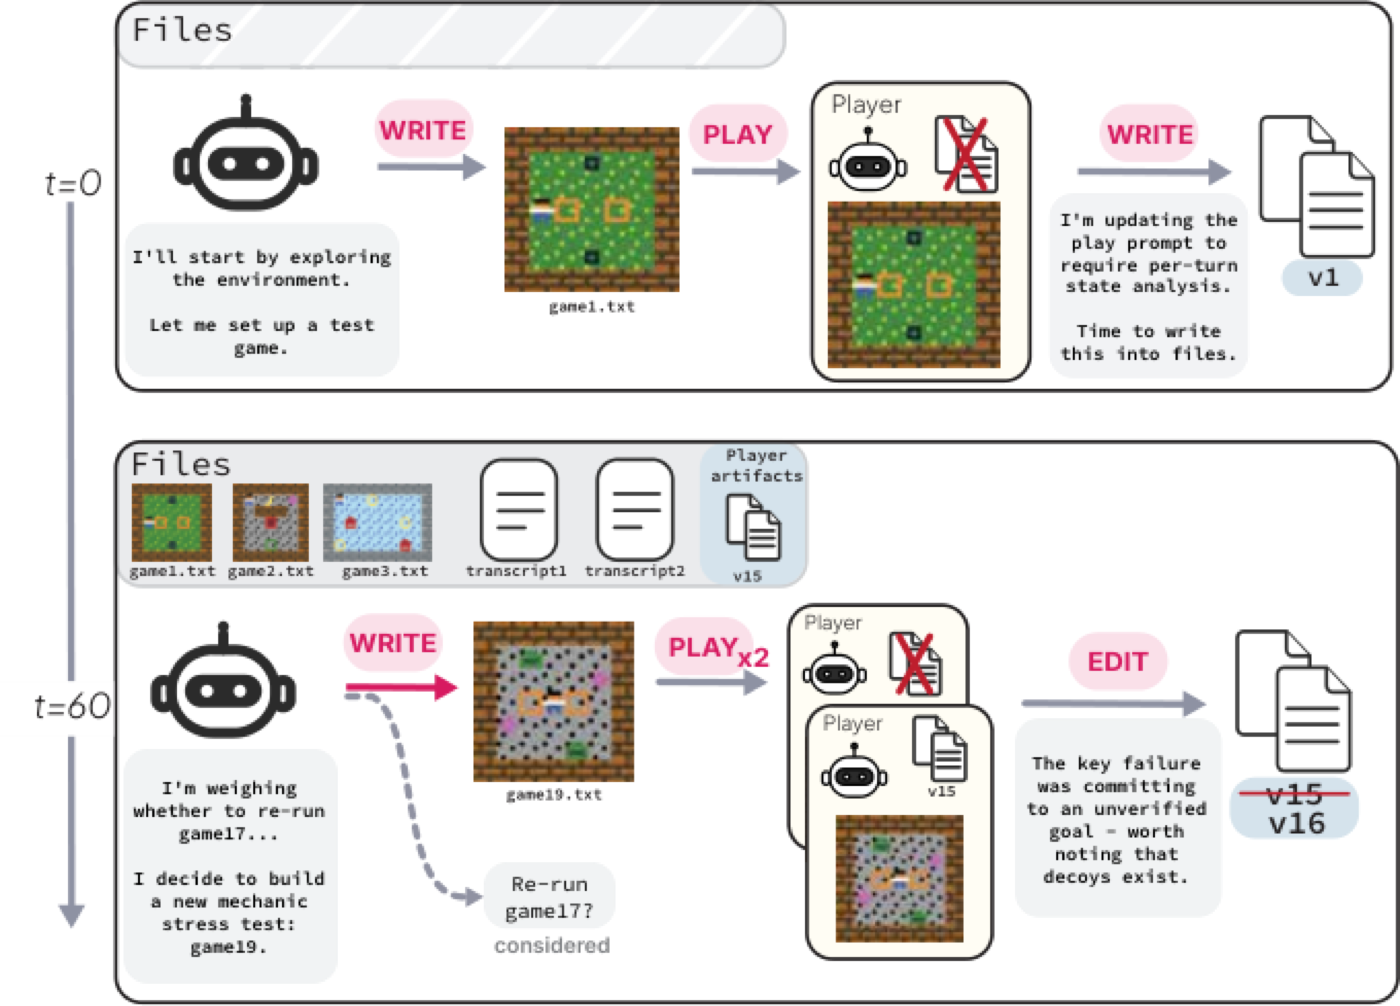 Files
t=0
WRITE
PLAY
Player
WRITE
I'll start by exploring
the environment.
Let me set up a test
game.
game1.txt
I'm updating the
play prompt to
require per-turn
state analysis.
Time to write
this into files.
v1
Files
game1.txt
game2.txt
game3.txt
transcript1
transcript2
Player
artifacts
v15
t=60
WRITE
PLAY x2
Player
Player
v15
EDIT
I'm weighing
whether to re-run
game17...
I decide to build
a new mechanic
stress test:
game19.
game19.txt
Re-run
game17?
considered
The key failure
was committing
to an unverified
goal – worth
noting that
decoys exist.
v15
v16